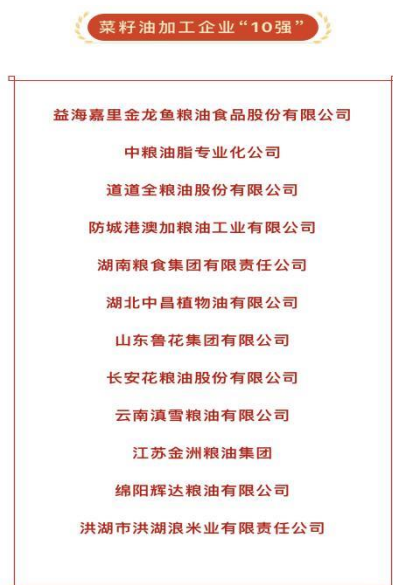 菜籽油加工企业“10强”
益海嘉里金龙鱼粮油食品股份有限公司
中粮油脂专业化公司
道道全粮油股份有限公司
防城港澳加粮油工业有限公司
湖南粮食集团有限责任公司
湖北中昌植物油有限公司
山东鲁花集团有限公司
长安花粮油股份有限公司
云南滇雪粮油有限公司
江苏金洲粮油集团
绵阳辉达粮油有限公司
洪湖市洪湖浪米业有限责任公司